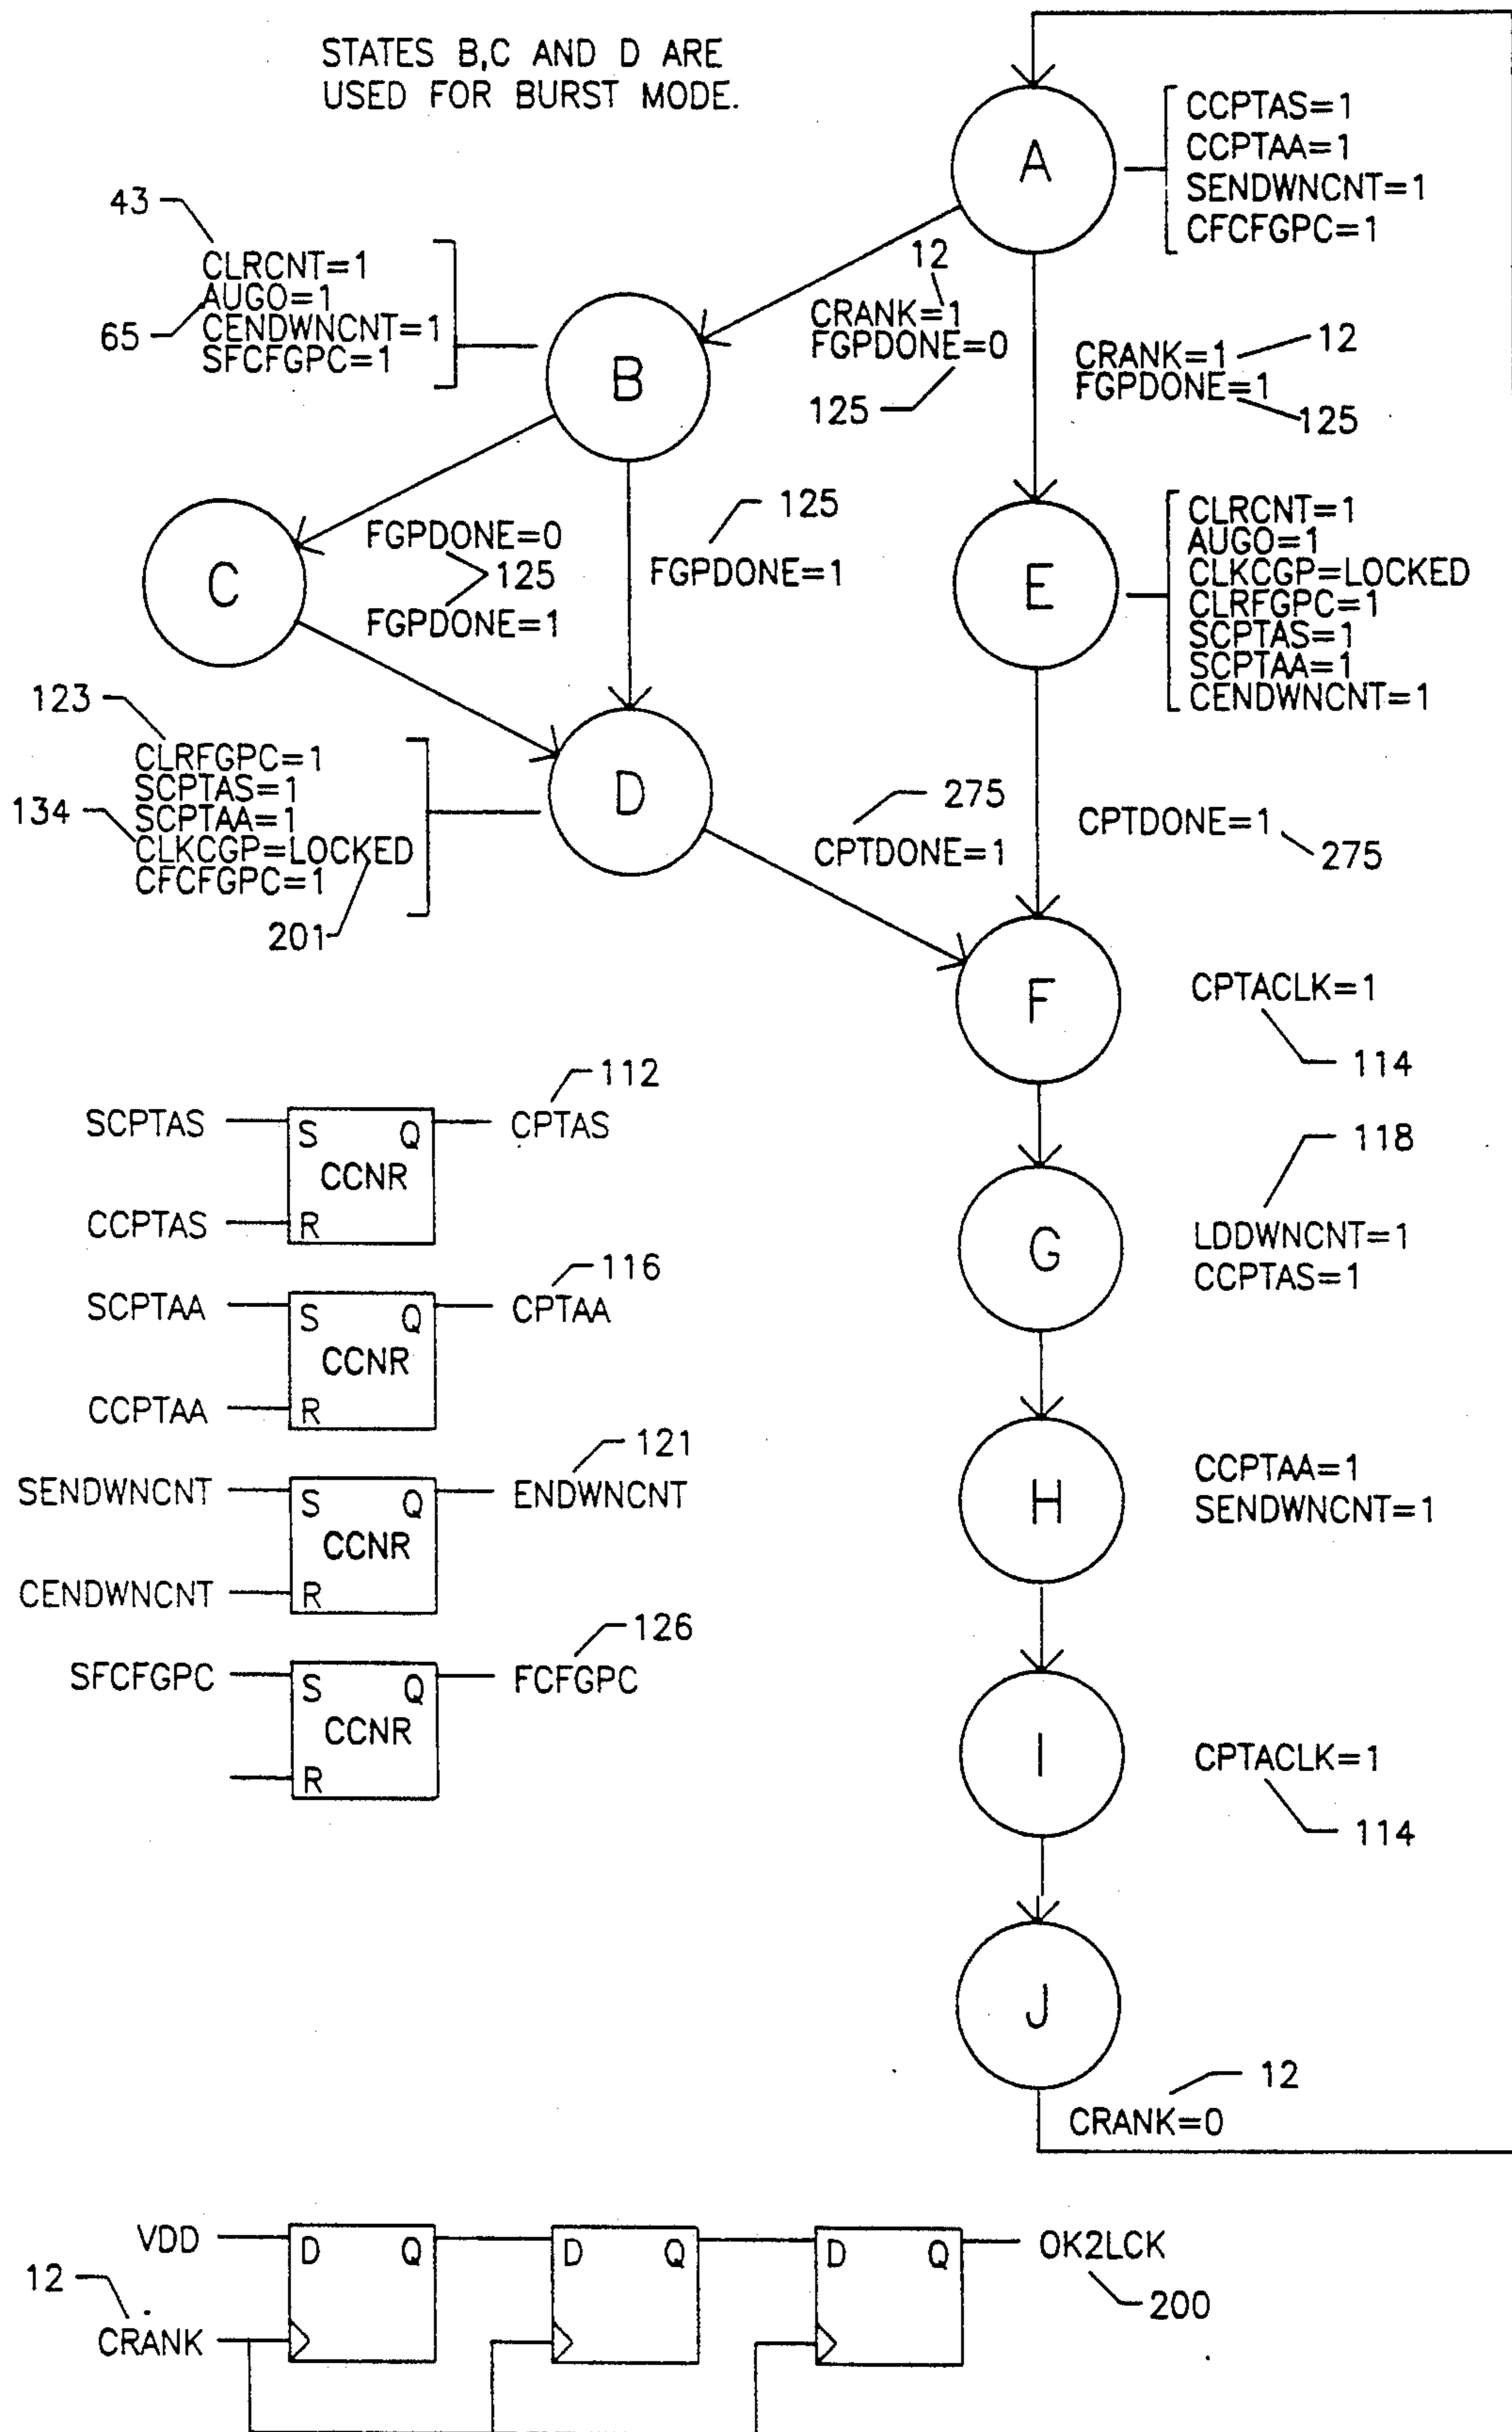 STATES B,C AND D ARE
USED FOR BURST MODE.
A
CCPTAS=1
CCPTAA=1
SENDWNCNT=1
CFCFGPC=1
43
CLRCNT=1
AUGO=1
65
CENDWNCNT=1
SFCFGPC=1
B
12
CRANK=1
FGPDONE=0
125
CRANK=1
12
FGPDONE=1
125
C
FGPDONE=0
125
FGPDONE=1
125
FGPDONE=1
E
CLRCNT=1
AUGO=1
CLKCGP=LOCKED
CLRFGPC=1
SCPTAS=1
SCPTAA=1
CENDWNCNT=1
123
CLRFGPC=1
SCPTAS=1
134
SCPTAA=1
CLKCGP=LOCKED
CFCFGPC=1
201
D
275
CPTDONE=1
CPTDONE=1
275
F
CPTACLK=1
114
SCPTAS
S
Q
CCNR
112
CPTAS
CCPTAS
R
G
118
LDDWNCNT=1
CCPTAS=1
SCPTAA
S
Q
CCNR
116
CPTAA
CCPTAA
R
H
CCPTAA=1
SENDWNCNT=1
SENDWNCNT
S
Q
CCNR
121
ENDWNCNT
CENDWNCNT
R
SFCFGPC
S
Q
CCNR
126
FCFGPC
R
I
CPTACLK=1
114
J
12
CRANK=0
VDD
D
Q
D
Q
D
Q
OK2LCK
200
12
CRANK